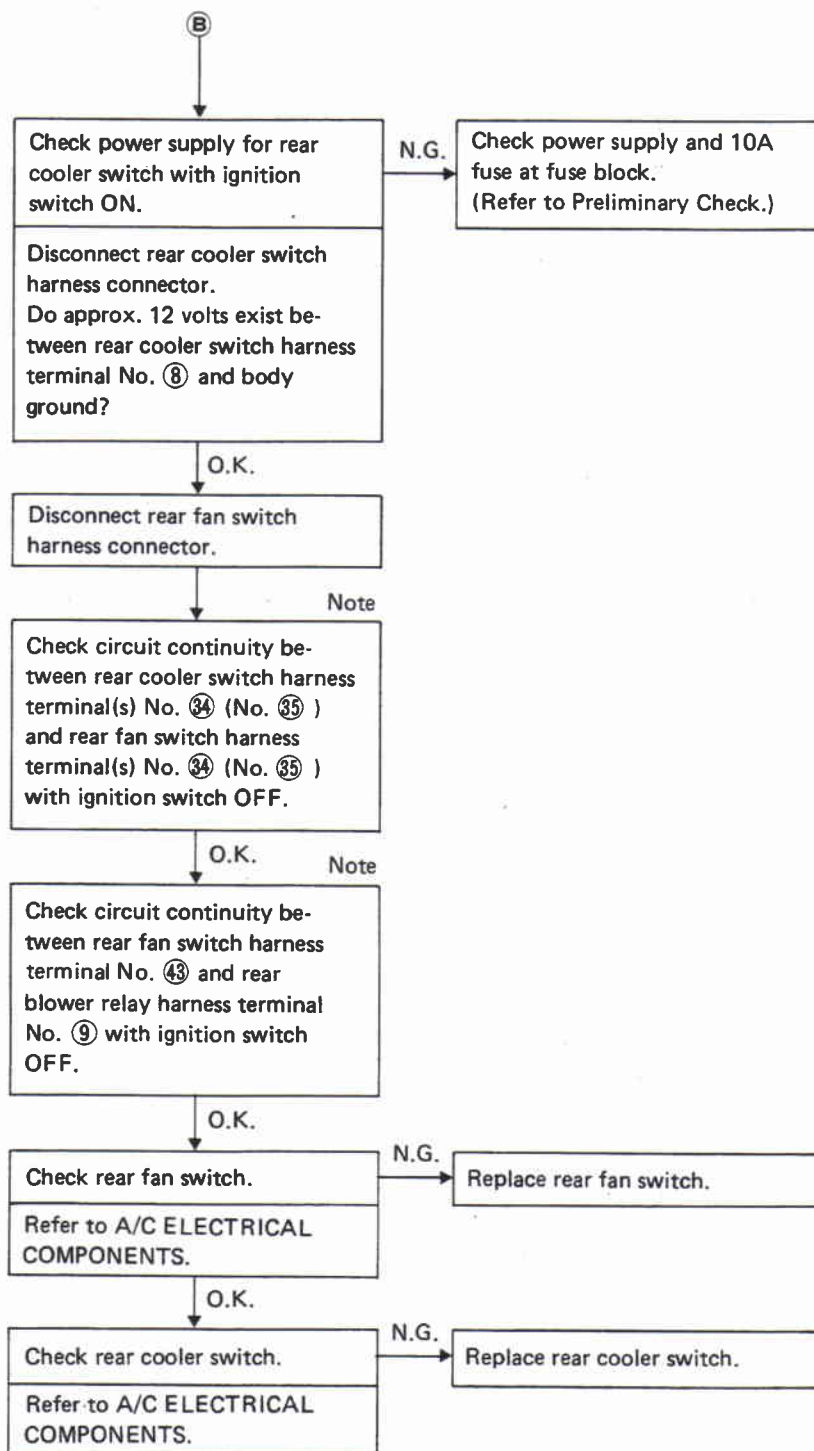 B
Check power supply for rear
cooler switch with ignition
switch ON.
N.G.
Check power supply and 10A
fuse at fuse block.
(Refer to Preliminary Check.)
Disconnect rear cooler switch
harness connector.
Do approx. 12 volts exist be-
tween rear cooler switch harness
terminal No. ⑧ and body
ground?
O.K.
Disconnect rear fan switch
harness connector.
Note
Check circuit continuity be-
tween rear cooler switch harness
terminal(s) No. ㉞ (No. ㉟ )
and rear fan switch harness
terminal(s) No. ㉞ (No. ㉟ )
with ignition switch OFF.
O.K.
Note
Check circuit continuity be-
tween rear fan switch harness
terminal No. ㊸ and rear
blower relay harness terminal
No. ⑨ with ignition switch
OFF.
O.K.
Check rear fan switch.
N.G.
Replace rear fan switch.
Refer to A/C ELECTRICAL
COMPONENTS.
O.K.
Check rear cooler switch.
N.G.
Replace rear cooler switch.
Refer to A/C ELECTRICAL
COMPONENTS.